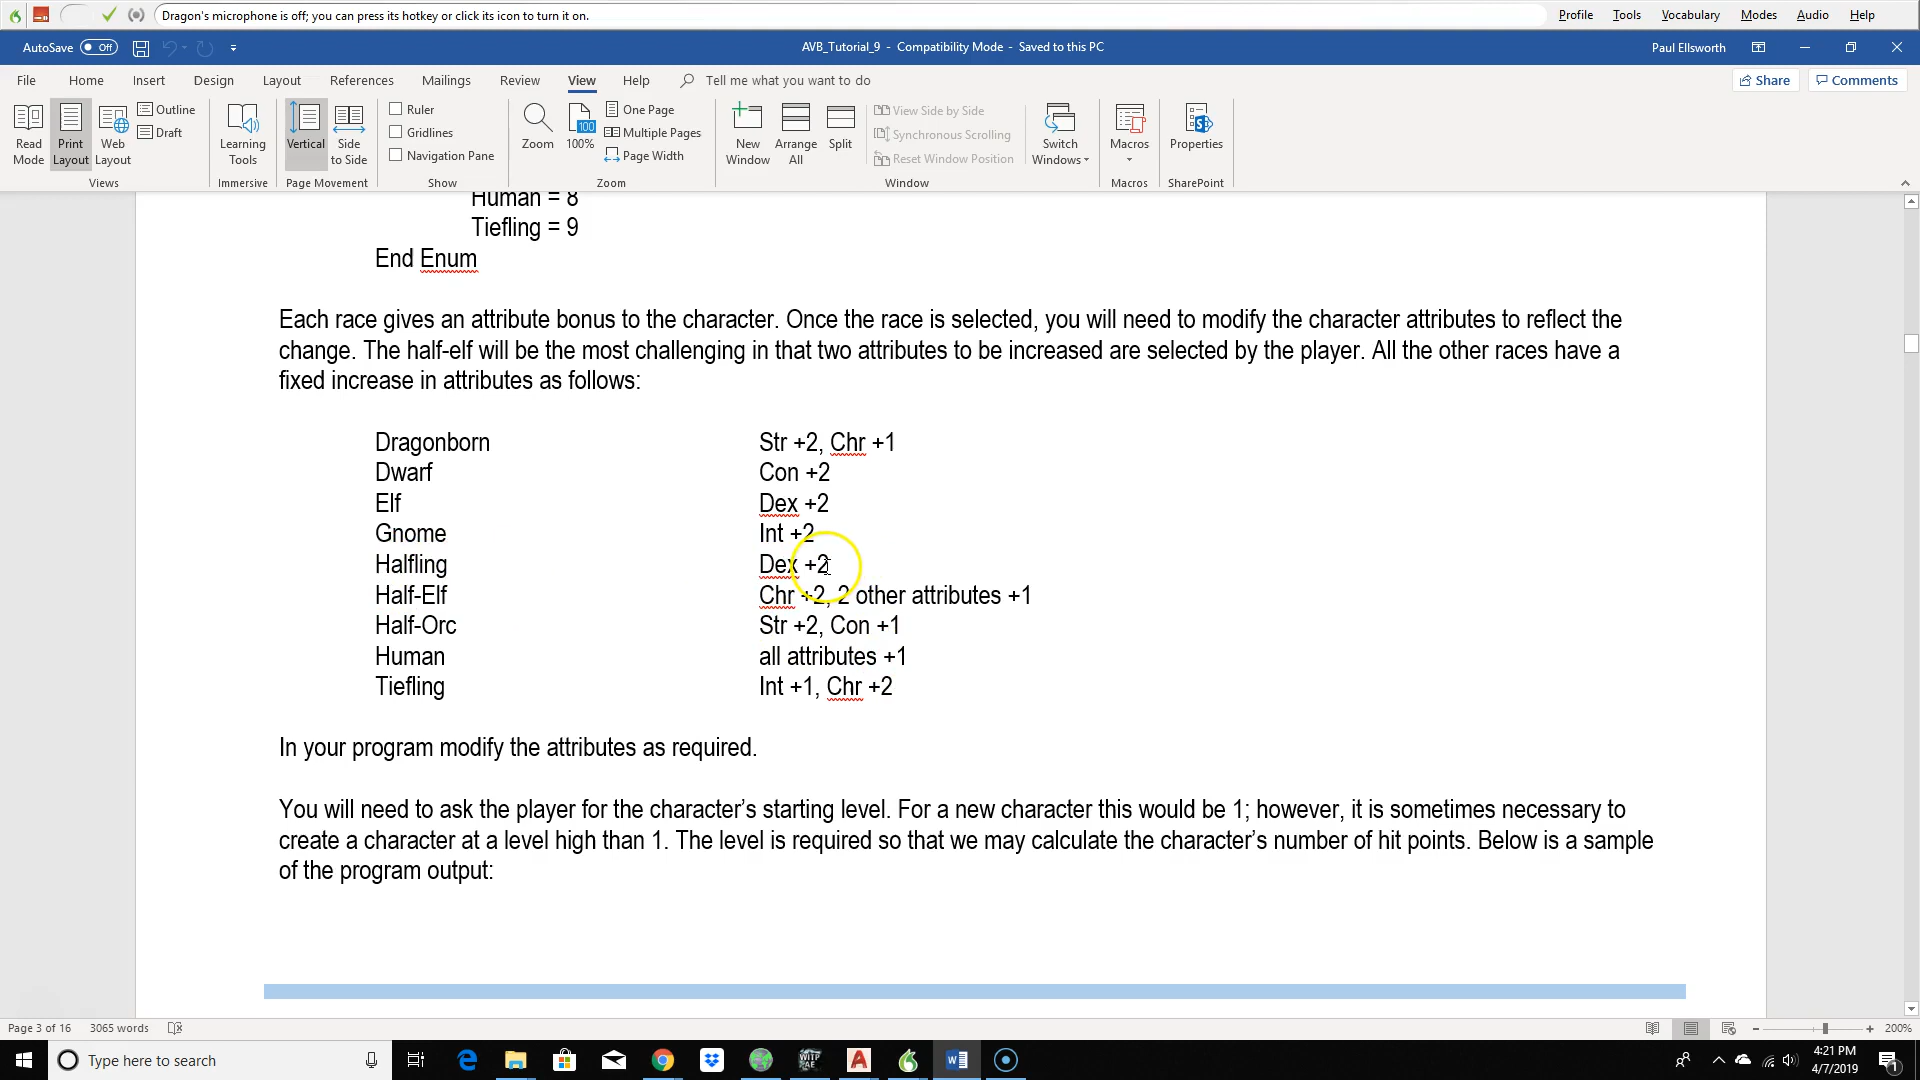 Dragon's microphone is off; you can press its hotkey or click its icon to turn it on.
Profile Tools Vocabulary Modes Audio Help
AutoSave Off AVB_Tutorial_9 - Compatibility Mode - Saved to this PC Paul Ellsworth
File Home Insert Design Layout References Mailings Review View Help Tell me what you want to do Share Comments
Read Mode
Print Layout
Web Layout
Outline
Draft
Views
Learning Tools
Immersive
Vertical
Side to Side
Page Movement
Ruler
Gridlines
Navigation Pane
Show
Zoom
100
100%
One Page
Multiple Pages
Page Width
Zoom
New Window
Arrange All
Split
View Side by Side
Synchronous Scrolling
Reset Window Position
Window
Switch Windows
Macros
Macros
Properties
SharePoint
Human = 8
Tiefling = 9
End Enum
Each race gives an attribute bonus to the character. Once the race is selected, you will need to modify the character attributes to reflect the
change. The half-elf will be the most challenging in that two attributes to be increased are selected by the player. All the other races have a
fixed increase in attributes as follows:
Dragonborn Str +2, Chr +1
Dwarf Con +2
Elf Dex +2
Gnome Int +2
Halfling Dex +2
Half-Elf Chr +2, 2 other attributes +1
Half-Orc Str +2, Con +1
Human all attributes +1
Tiefling Int +1, Chr +2
In your program modify the attributes as required.
You will need to ask the player for the character’s starting level. For a new character this would be 1; however, it is sometimes necessary to
create a character at a level high than 1. The level is required so that we may calculate the character’s number of hit points. Below is a sample
of the program output:
Page 3 of 16 3065 words 200%
Type here to search
4:21 PM
4/7/2019